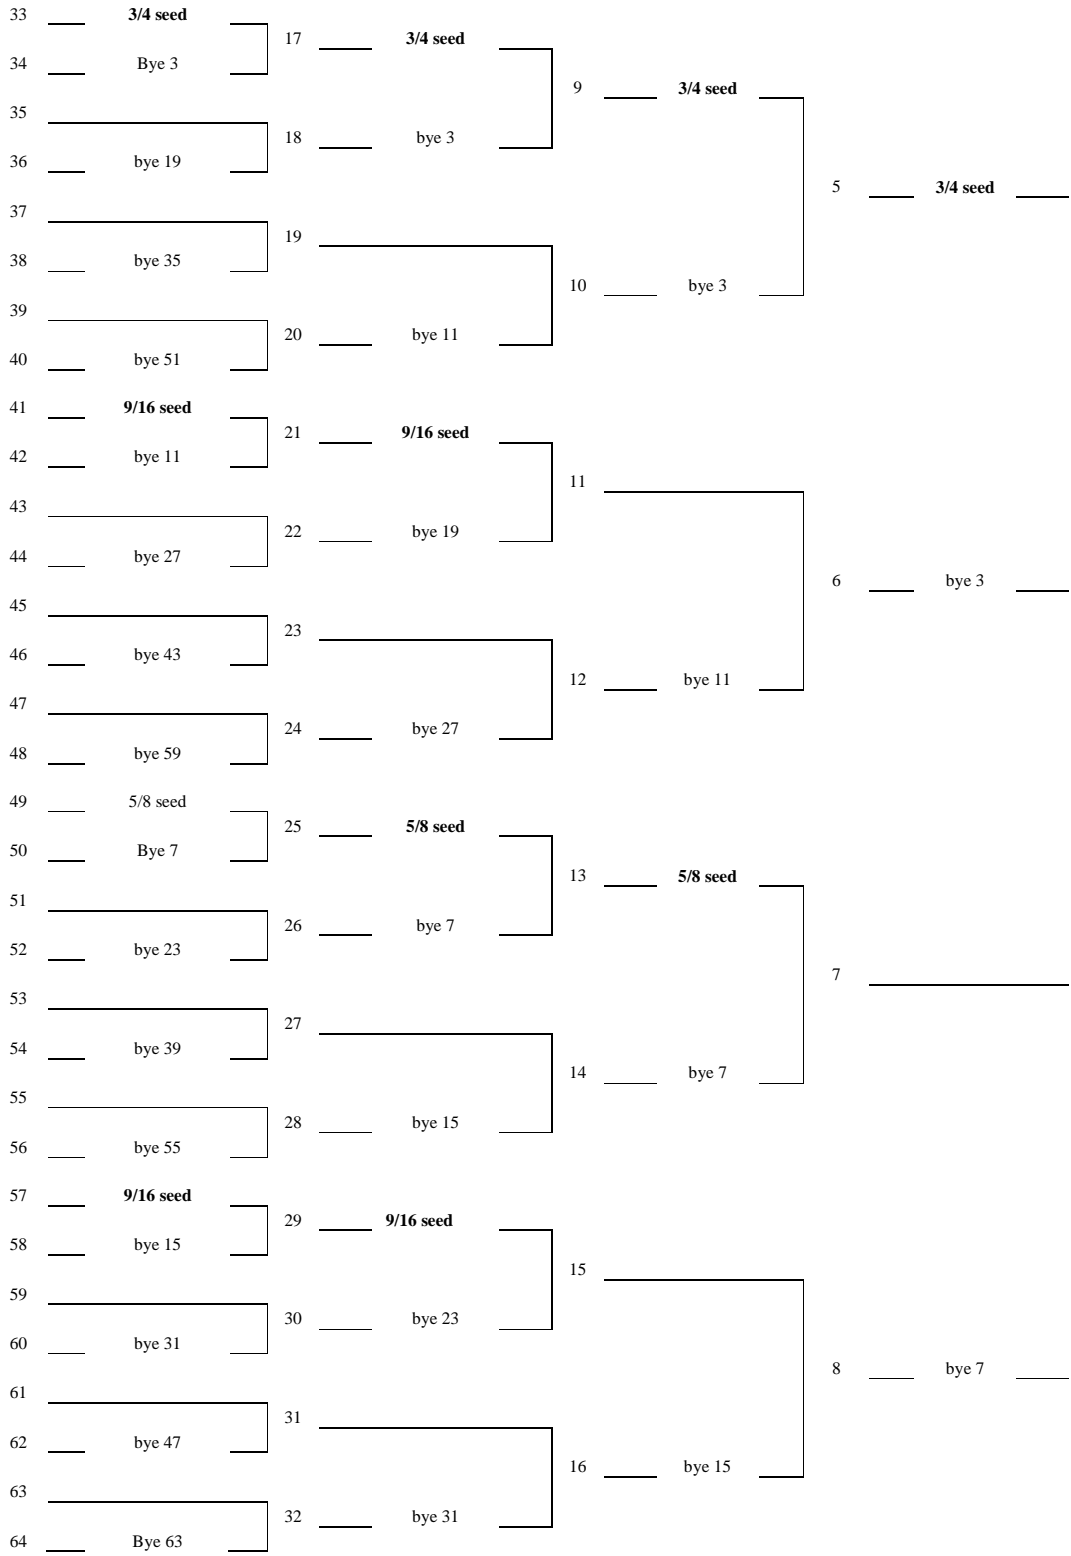 33 3/4 seed
17 3/4 seed
34 Bye 3
9 3/4 seed
35
18 bye 3
36 bye 19
5 3/4 seed
37
19
38 bye 35
10 bye 3
39
20 bye 11
40 bye 51
41 9/16 seed
21 9/16 seed
42 bye 11
11
43
22 bye 19
44 bye 27
6 bye 3
45
23
46 bye 43
12 bye 11
47
24 bye 27
48 bye 59
49 5/8 seed
25 5/8 seed
50 Bye 7
13 5/8 seed
51
26 bye 7
52 bye 23
7
53
27
54 bye 39
14 bye 7
55
28 bye 15
56 bye 55
57 9/16 seed
29 9/16 seed
58 bye 15
15
59
30 bye 23
60 bye 31
8 bye 7
61
31
62 bye 47
16 bye 15
63
32 bye 31
64 Bye 63